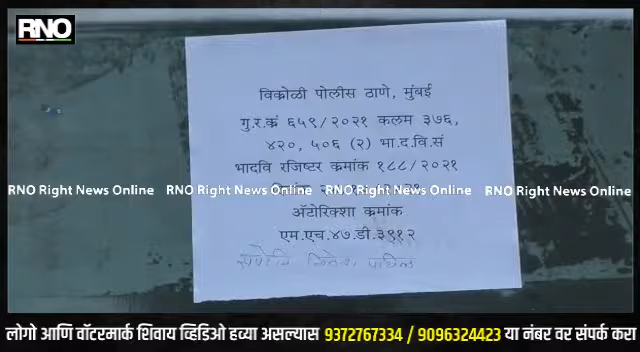 RNO
विक्रोळी पोलीस ठाणे, मुंबई
गु.र.क्रं ६५९/२०२१ कलम ३७६,
४२०, ५०६ (२) भा.द.वि.सं
भादवि रजिष्टर क्रमांक १८८/२०२१
RNO Right News Online RNO Right News Online RNO Right News Online RNO Right News Online
ॲटोरिक्शा क्रमांक
एम.एच.४७.डी.३९१२
लोगो आणि वॉटरमार्क शिवाय व्हिडिओ हव्या असल्यास 9372767334 / 9096324423 या नंबर वर संपर्क करा